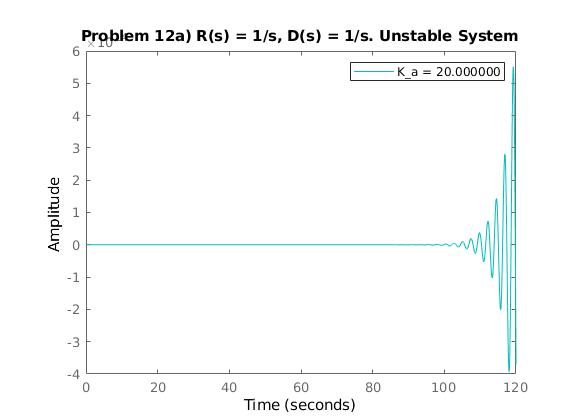 Problem 12a) R(s) = 1/s, D(s) = 1/s. Unstable System
K_a = 20.000000
6
5
4
3
2
1
0
-1
-2
-3
-4
Amplitude
0 20 40 60 80 100 120
Time (seconds)